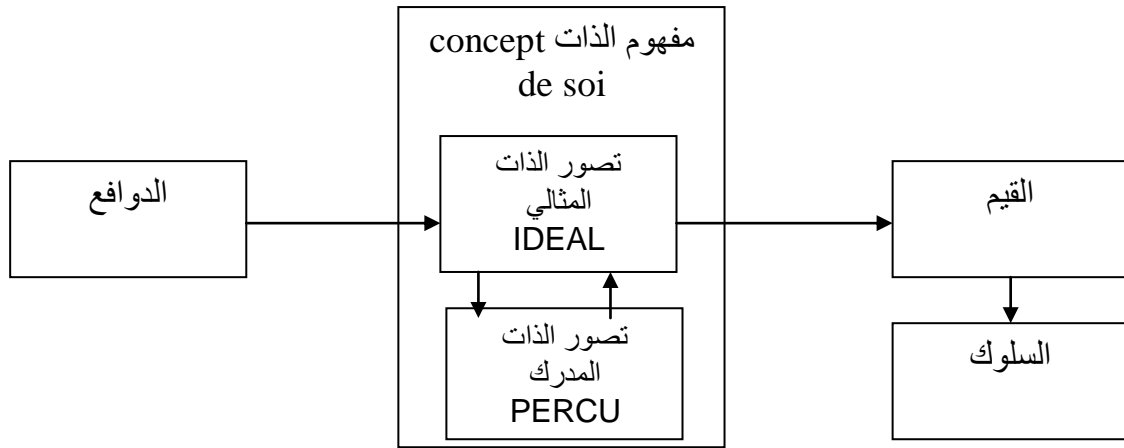 مفهوم الذات concept
de soi
الدوافع
تصور الذات
المثالي
IDEAL
القيم
تصور الذات
المدرك
PERCU
السلوك